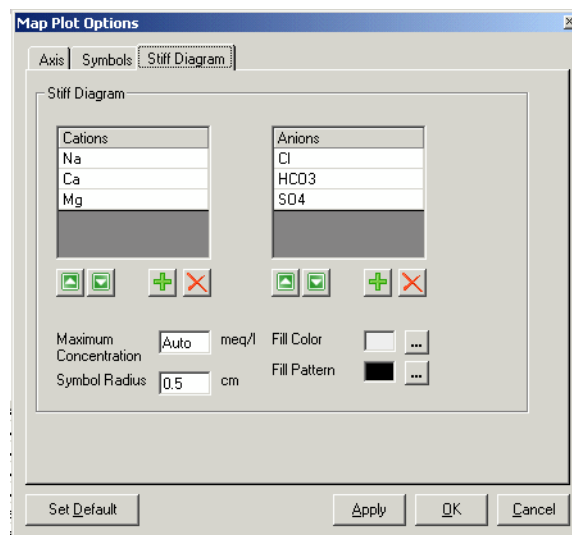 Map Plot Options
Axis Symbols Stiff Diagram
Stiff Diagram
Cations Anions
Na Cl
Ca HCO3
Mg SO4
Maximum Concentration Auto meq/l Fill Color ...
Symbol Radius 0.5 cm Fill Pattern ...
Set Default Apply OK Cancel